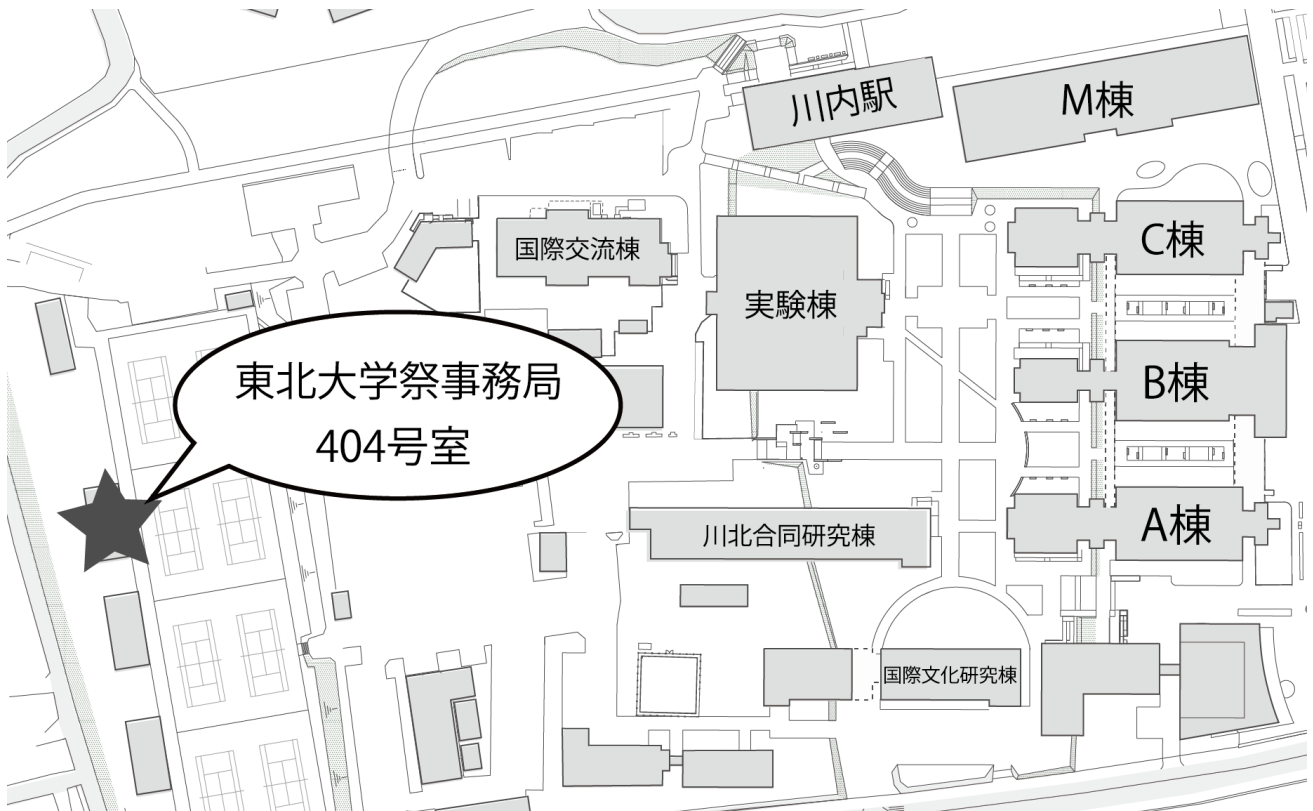 川内駅
M棟
国際交流棟
C棟
実験棟
東北大学祭事務局
404号室
B棟
川北合同研究棟
A棟
国際文化研究棟